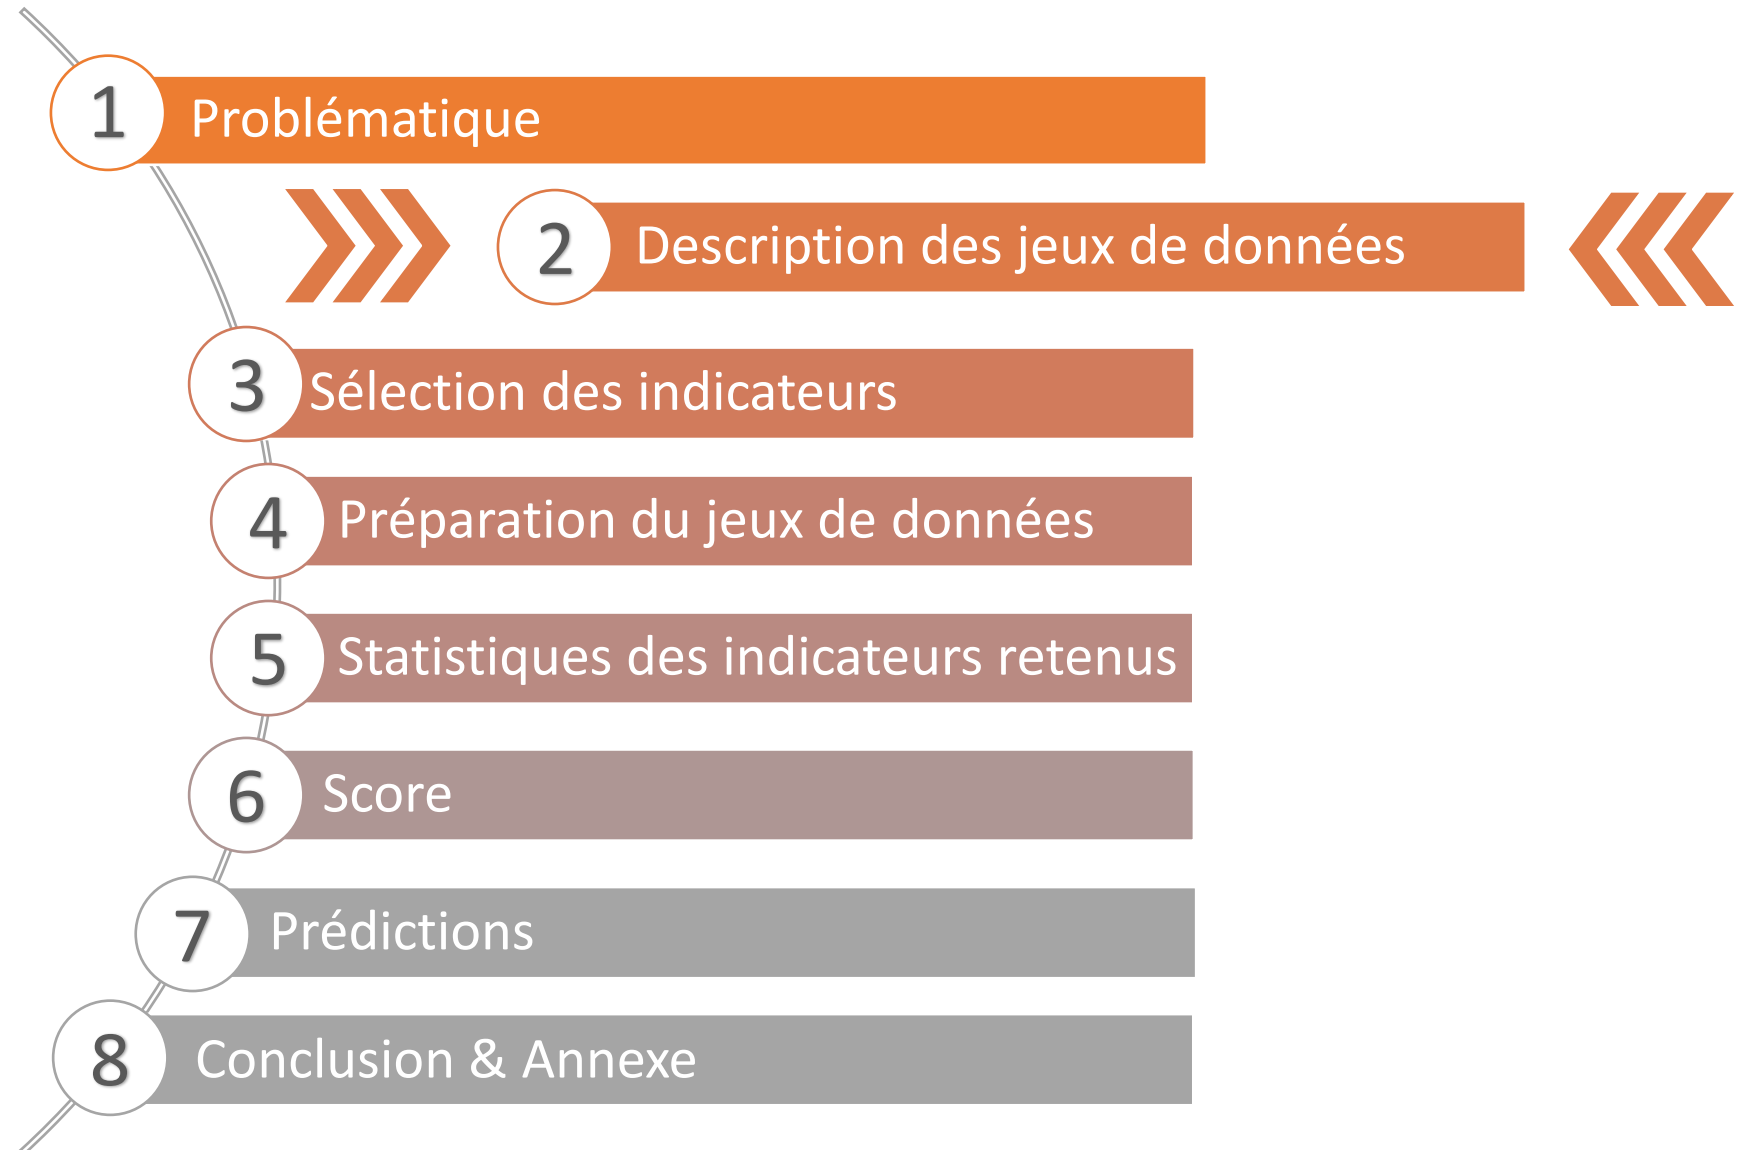 1 Problématique
2 Description des jeux de données
3 Sélection des indicateurs
4 Préparation du jeux de données
5 Statistiques des indicateurs retenus
6 Score
7 Prédictions
8 Conclusion & Annexe